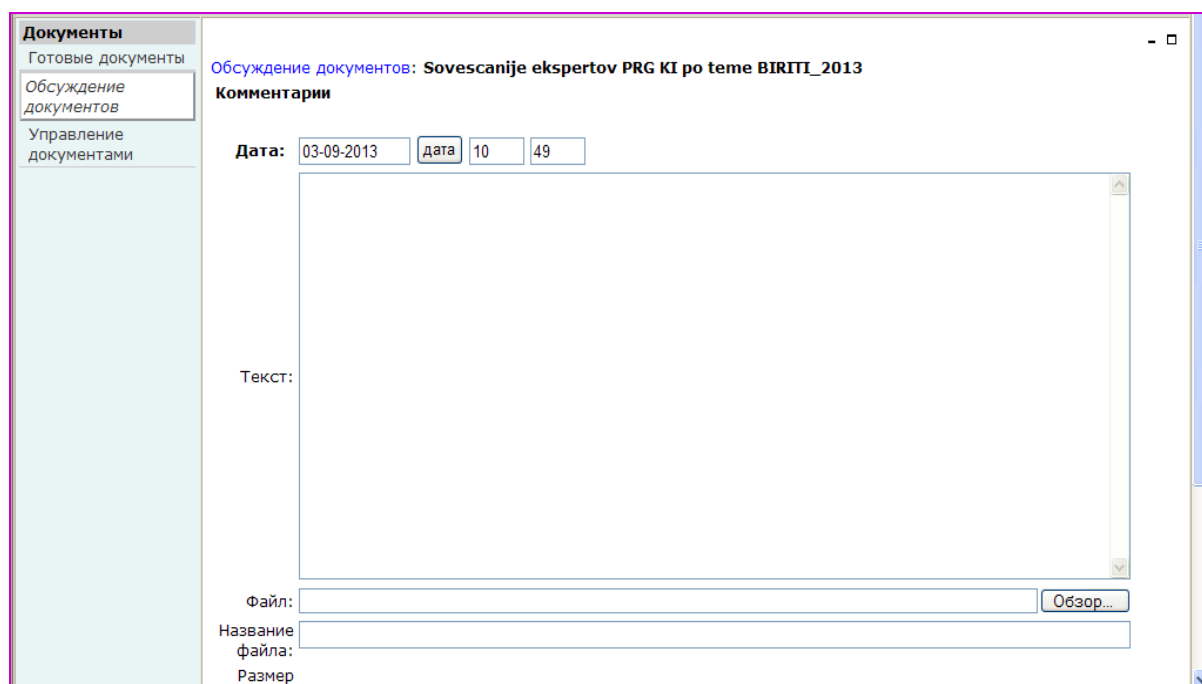 Документы
Готовые документы
Обсуждение
документов
Управление
документами
Обсуждение документов: Sovescanije ekspertov PRG KI po teme BIRITI_2013
Комментарии
Дата: 03-09-2013 дата 10 49
Текст:
Файл: Обзор...
Название
файла:
Размер